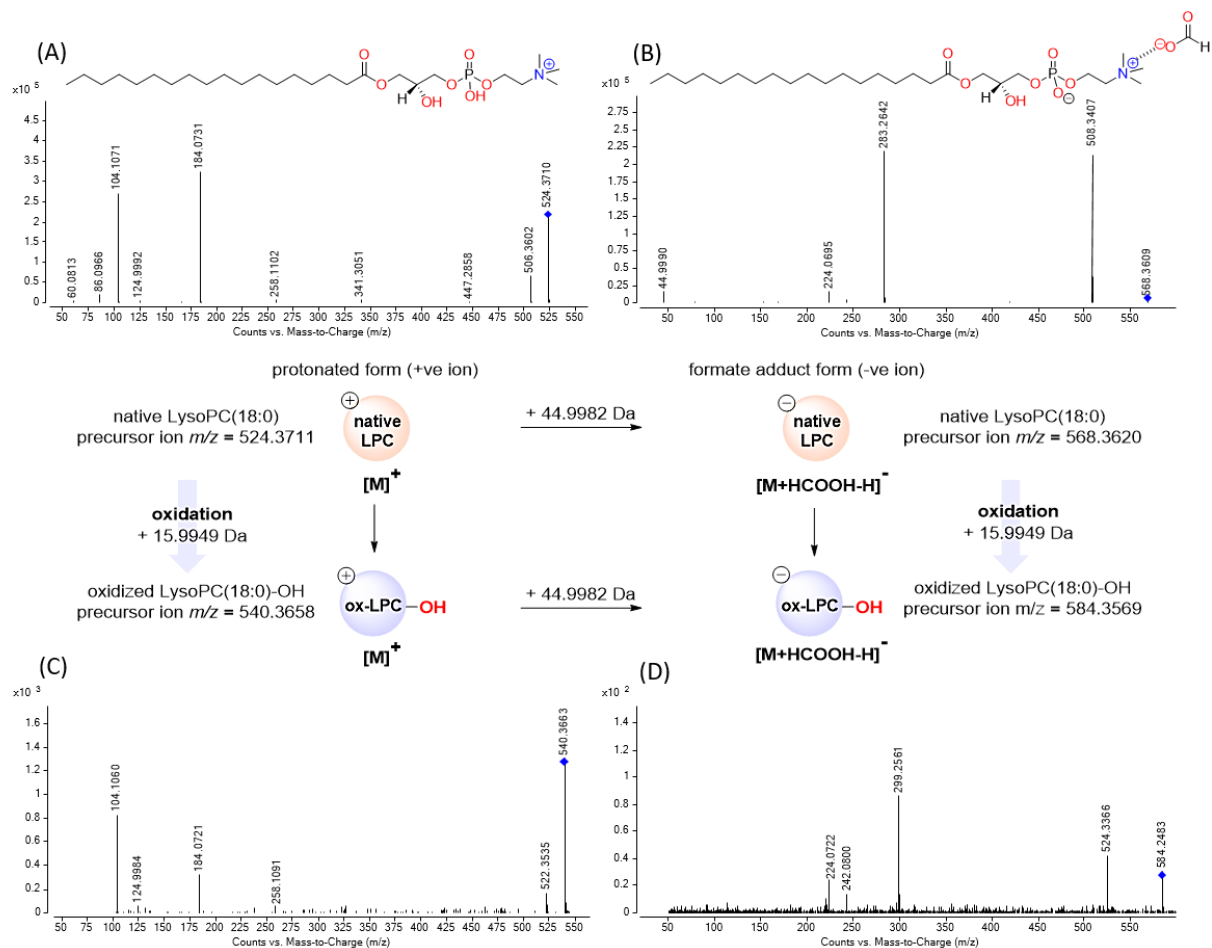 (A)
O
O
O
P
O
N
⊕
H
OH
OH
x10 5
4.5
4
3.5
3
2.5
2
1.5
1
0.5
0
60.0813
86.0966
104.1071
124.9992
184.0731
258.1102
341.3051
447.2858
506.3602
524.3710
50 75 100 125 150 175 200 225 250 275 300 325 350 375 400 425 450 475 500 525 550
Counts vs. Mass-to-Charge (m/z)
(B)
O
O
H
⊖
O
O
O
P
O
N
⊕
H
OH
O
⊖
x10 5
2.75
2.5
2.25
2
1.75
1.5
1.25
1
0.75
0.5
0.25
0
44.9990
224.0695
283.2642
508.3407
568.3609
50 100 150 200 250 300 350 400 450 500 550
Counts vs. Mass-to-Charge (m/z)
protonated form (+ve ion)
formate adduct form (-ve ion)
native LysoPC(18:0)
precursor ion m/z = 524.3711
+
native
LPC
[M]+
+ 44.9982 Da
−
native
LPC
[M+HCOOH-H]-
native LysoPC(18:0)
precursor ion m/z = 568.3620
oxidation
+ 15.9949 Da
oxidation
+ 15.9949 Da
oxidized LysoPC(18:0)-OH
precursor ion m/z = 540.3658
+
ox-LPC-OH
[M]+
+ 44.9982 Da
−
ox-LPC-OH
[M+HCOOH-H]-
oxidized LysoPC(18:0)-OH
precursor ion m/z = 584.3569
(C)
x10 3
1.6
1.4
1.2
1
0.8
0.6
0.4
0.2
0
104.1060
124.9984
184.0721
258.1091
522.3535
540.3663
50 75 100 125 150 175 200 225 250 275 300 325 350 375 400 425 450 475 500 525 550
Counts vs. Mass-to-Charge (m/z)
(D)
x10 2
1.4
1.2
1
0.8
0.6
0.4
0.2
0
224.0722
242.0800
299.2561
524.3366
584.2483
50 100 150 200 250 300 350 400 450 500 550
Counts vs. Mass-to-Charge (m/z)